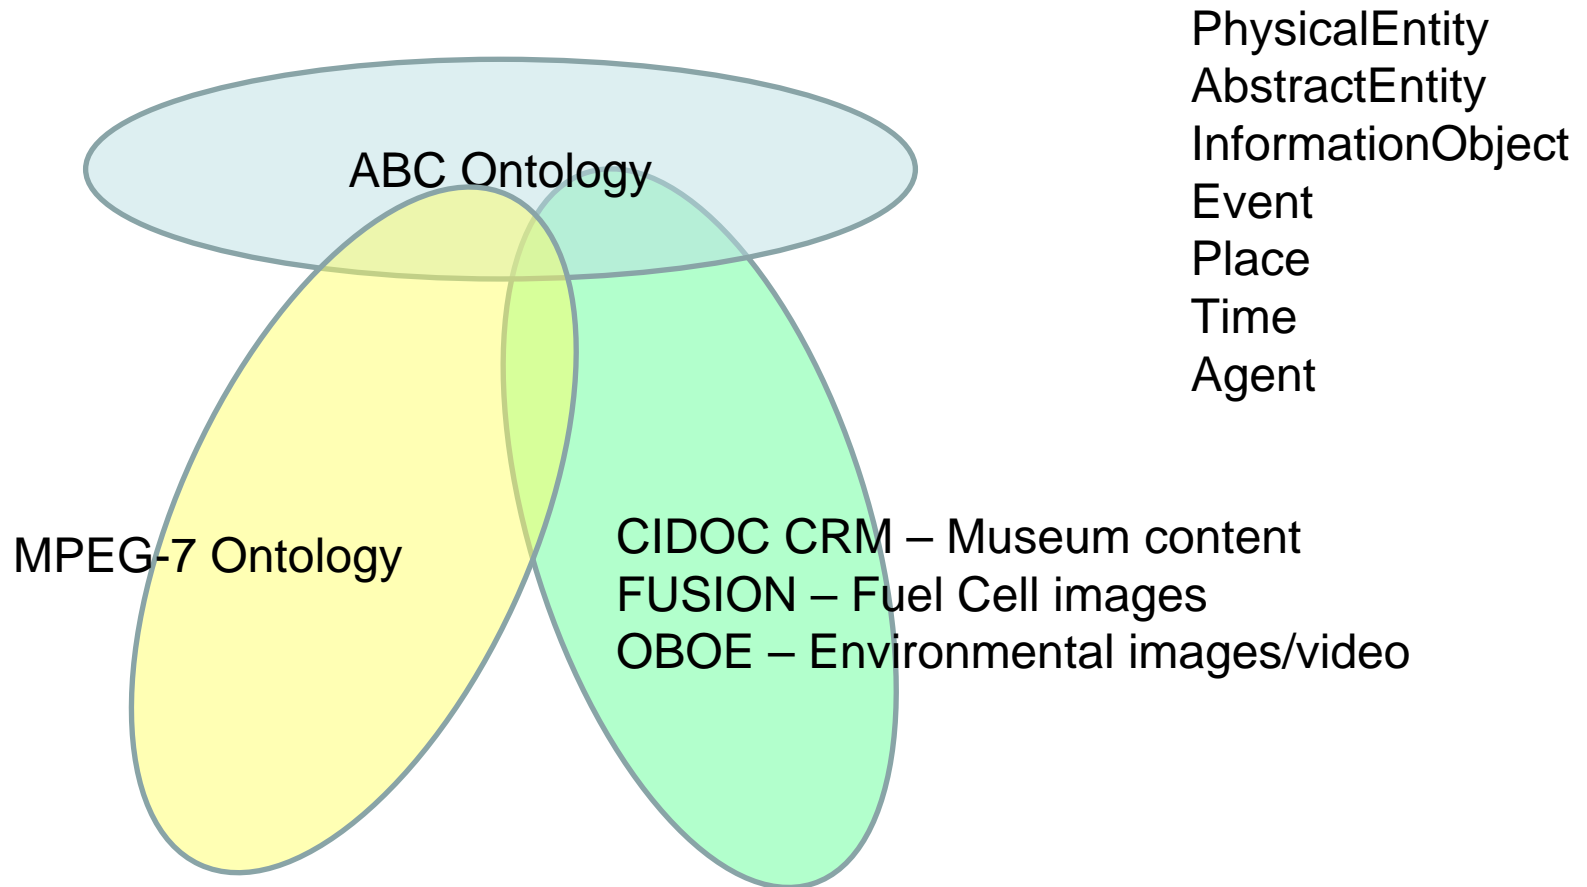 PhysicalEntity
AbstractEntity
InformationObject
Event
Place
Time
Agent
ABC Ontology
MPEG-7 Ontology
CIDOC CRM – Museum content
FUSION – Fuel Cell images
OBOE – Environmental images/video